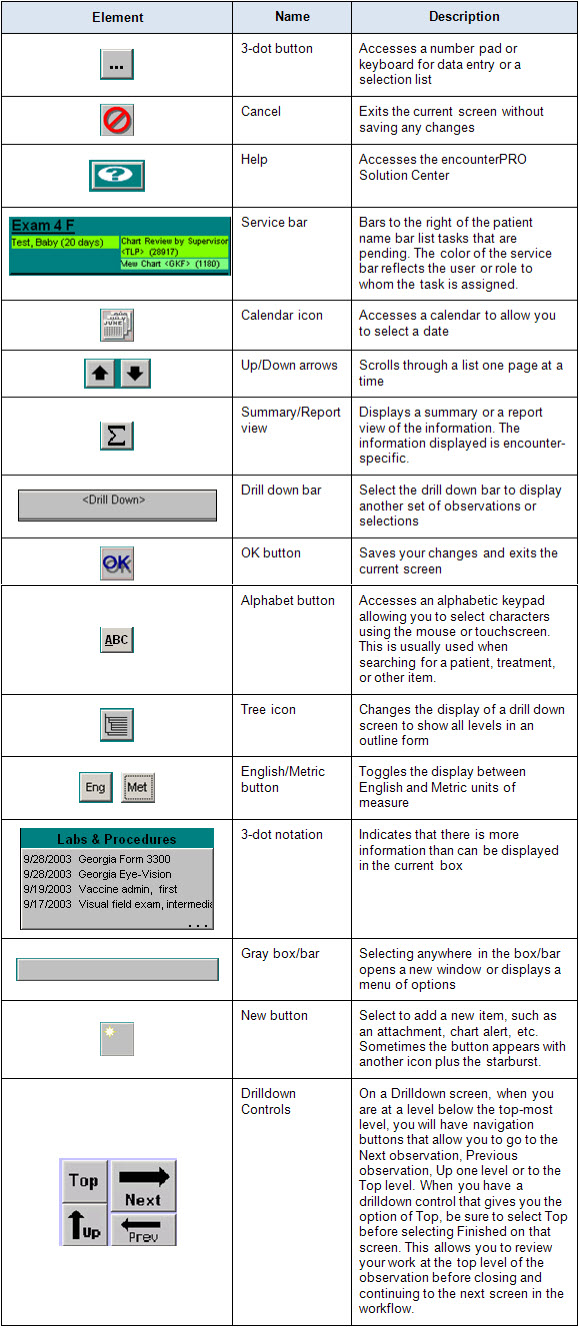 Element Name Description
... 3-dot button Accesses a number pad or
keyboard for data entry or a
selection list
Cancel Exits the current screen without
saving any changes
? Help Accesses the encounterPRO
Solution Center
Exam 4 F
Test, Baby (20 days) Chart Review by Supervisor
<TLP> (28917)
View Chart <GKF> (1180)
Service bar Bars to the right of the patient
name bar list tasks that are
pending. The color of the service
bar reflects the user or role to
whom the task is assigned.
JUNE Calendar icon Accesses a calendar to allow you
to select a date
Up/Down arrows Scrolls through a list one page at a
time
Σ Summary/Report
view
Displays a summary or a report
view of the information. The
information displayed is encounter-
specific.
<Drill Down> Drill down bar Select the drill down bar to display
another set of observations or
selections
OK OK button Saves your changes and exits the
current screen
ABC Alphabet button Accesses an alphabetic keypad
allowing you to select characters
using the mouse or touchscreen.
This is usually used when
searching for a patient, treatment,
or other item.
Tree icon Changes the display of a drill down
screen to show all levels in an
outline form
Eng Met English/Metric
button
Toggles the display between
English and Metric units of
measure
Labs & Procedures
9/28/2003 Georgia Form 3300
9/28/2003 Georgia Eye-Vision
9/19/2003 Vaccine admin, first
9/17/2003 Visual field exam, intermedia
...
3-dot notation Indicates that there is more
information than can be displayed
in the current box
Gray box/bar Selecting anywhere in the box/bar
opens a new window or displays a
menu of options
New button Select to add a new item, such as
an attachment, chart alert, etc.
Sometimes the button appears with
another icon plus the starburst.
Top Next
Up Prev
Drilldown
Controls
On a Drilldown screen, when you
are at a level below the top-most
level, you will have navigation
buttons that allow you to go to the
Next observation, Previous
observation, Up one level or to the
Top level. When you have a
drilldown control that gives you the
option of Top, be sure to select Top
before selecting Finished on that
screen. This allows you to review
your work at the top level of the
observation before closing and
continuing to the next screen in the
workflow.